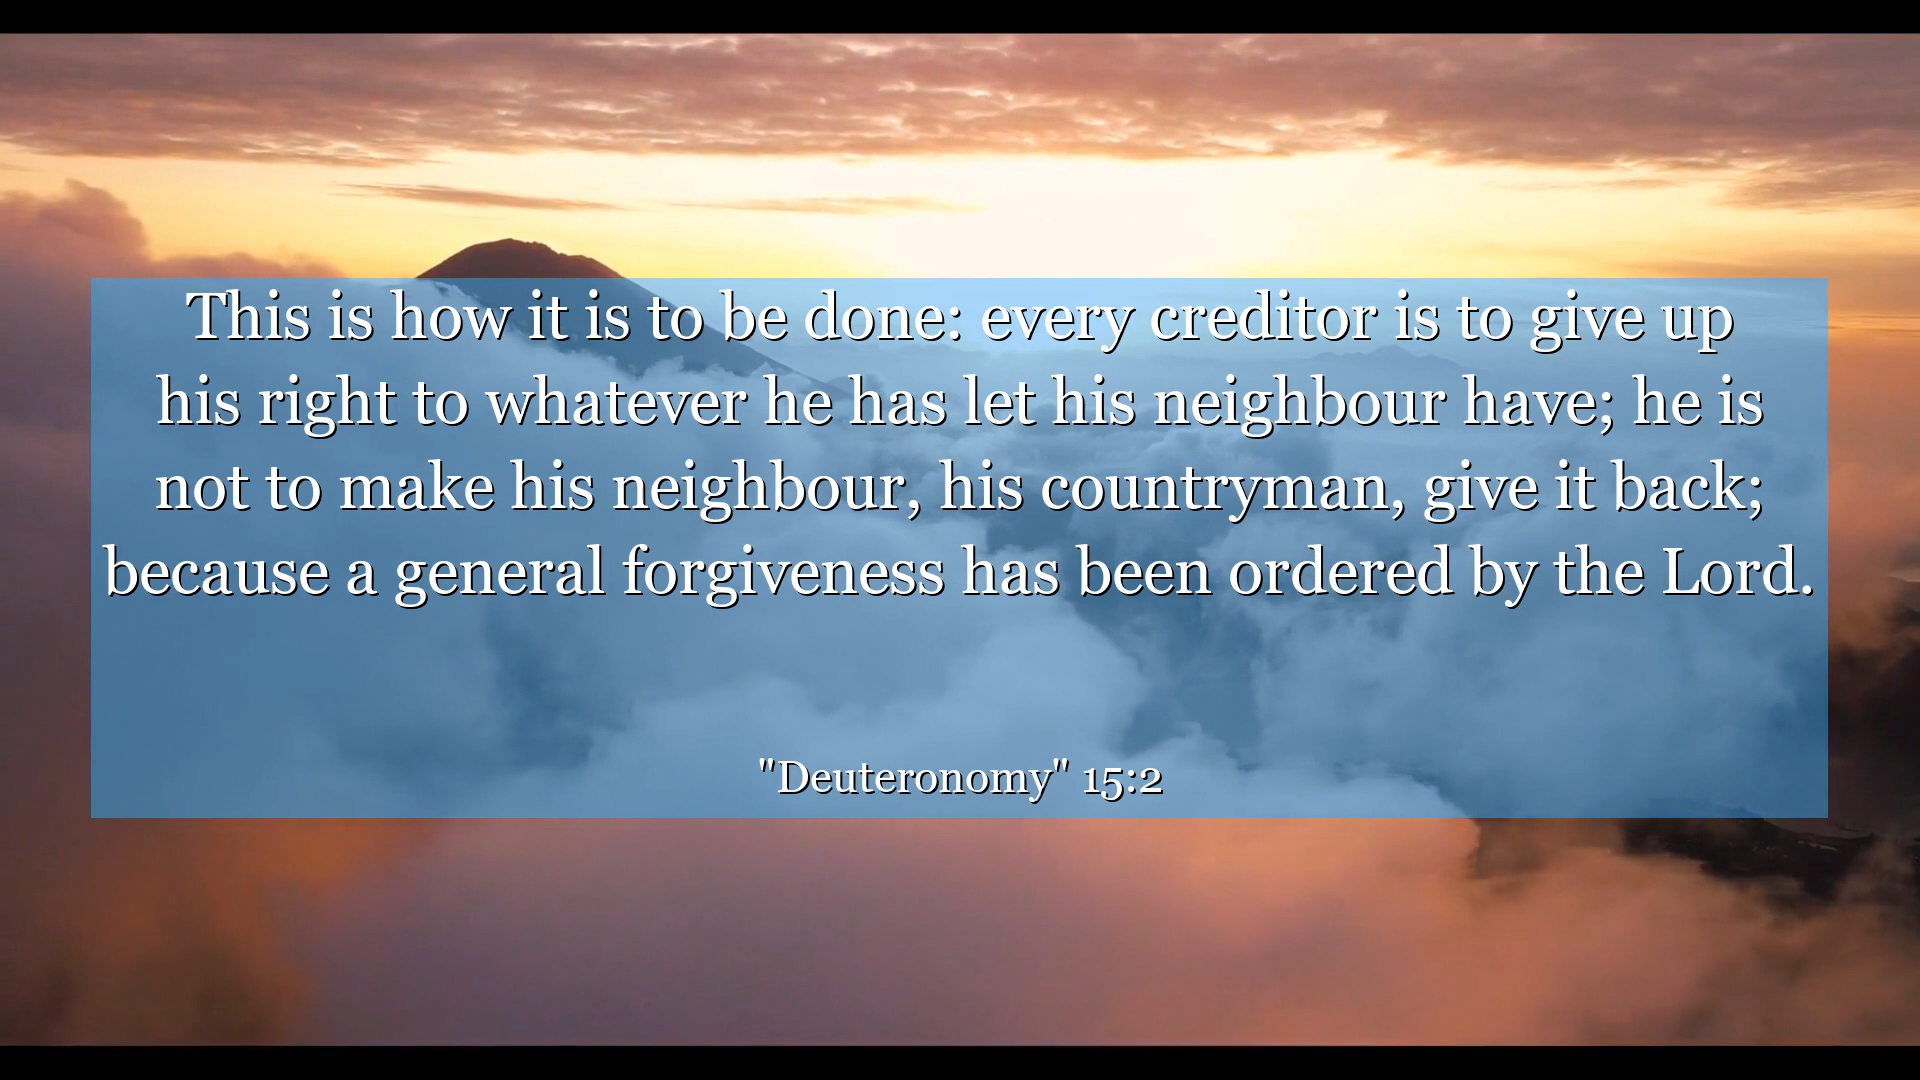 This is how it is to be done: every creditor is to give up
his right to whatever he has let his neighbour have; he is
not to make his neighbour, his countryman, give it back;
because a general forgiveness has been ordered by the Lord.
"Deuteronomy" 15:2